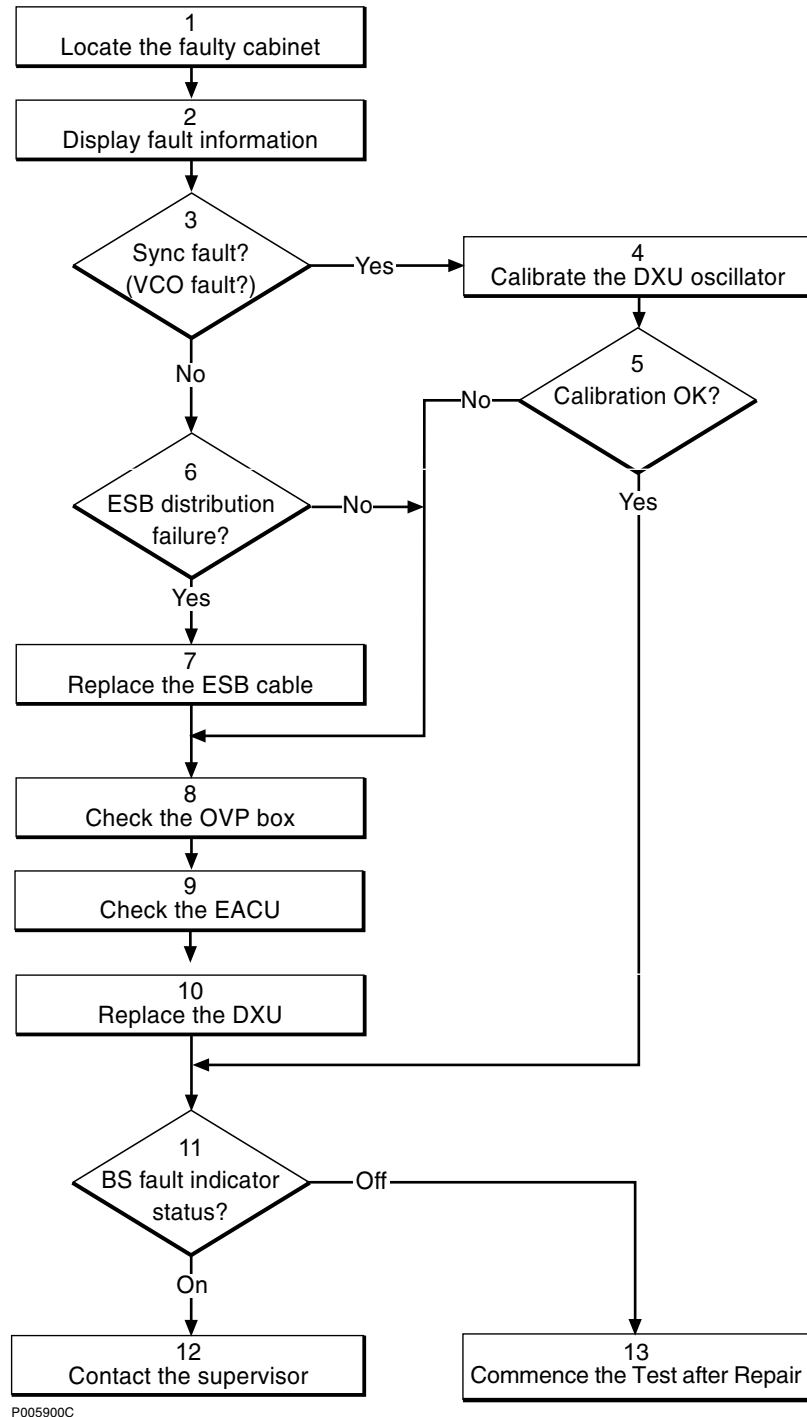 1
Locate the faulty cabinet
2
Display fault information
3
Sync fault?
(VCO fault?)
Yes
4
Calibrate the DXU oscillator
No
5
Calibration OK?
No
Yes
6
ESB distribution
failure?
No
Yes
7
Replace the ESB cable
8
Check the OVP box
9
Check the EACU
10
Replace the DXU
11
BS fault indicator
status?
Off
On
12
Contact the supervisor
13
Commence the Test after Repair
P005900C